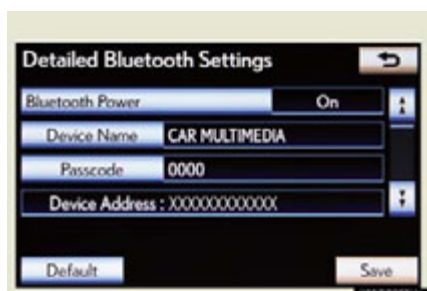 Detailed Bluetooth Settings
Bluetooth Power On
Device Name CAR MULTIMEDIA
Passcode 0000
Device Address : XXXXXXXXXXXX
Default Save